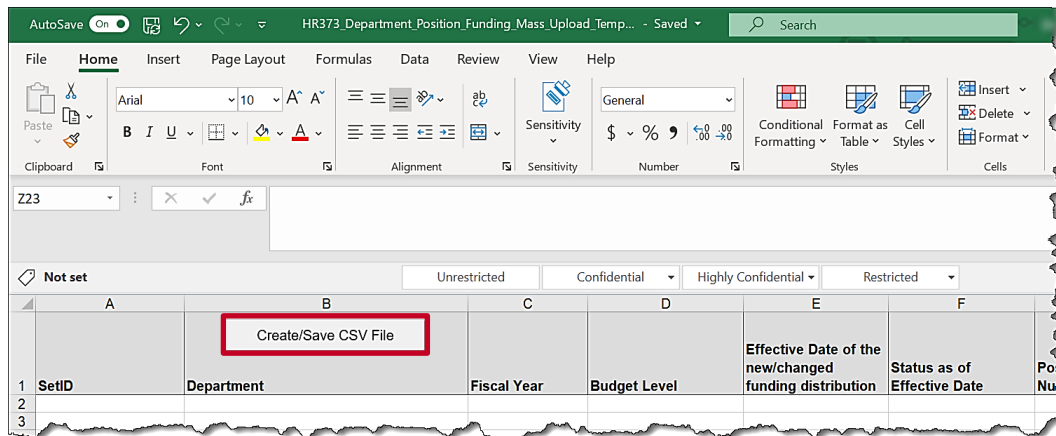 AutoSave On HR373_Department_Position_Funding_Mass_Upload_Temp... - Saved Search
File Home Insert Page Layout Formulas Data Review View Help
Arial 10 A A ab General Insert
Paste Sensitivity Conditional Format as Cell Delete
B I U A $ % Formatting Table Styles Format
Clipboard Font Alignment Sensitivity Number Styles Cells
Z23 fx
Not set Unrestricted Confidential Highly Confidential Restricted
A B C D E F
Create/Save CSV File
Effective Date of the
new/changed Status as of Pos
1 SetID Department Fiscal Year Budget Level funding distribution Effective Date Nu
2
3